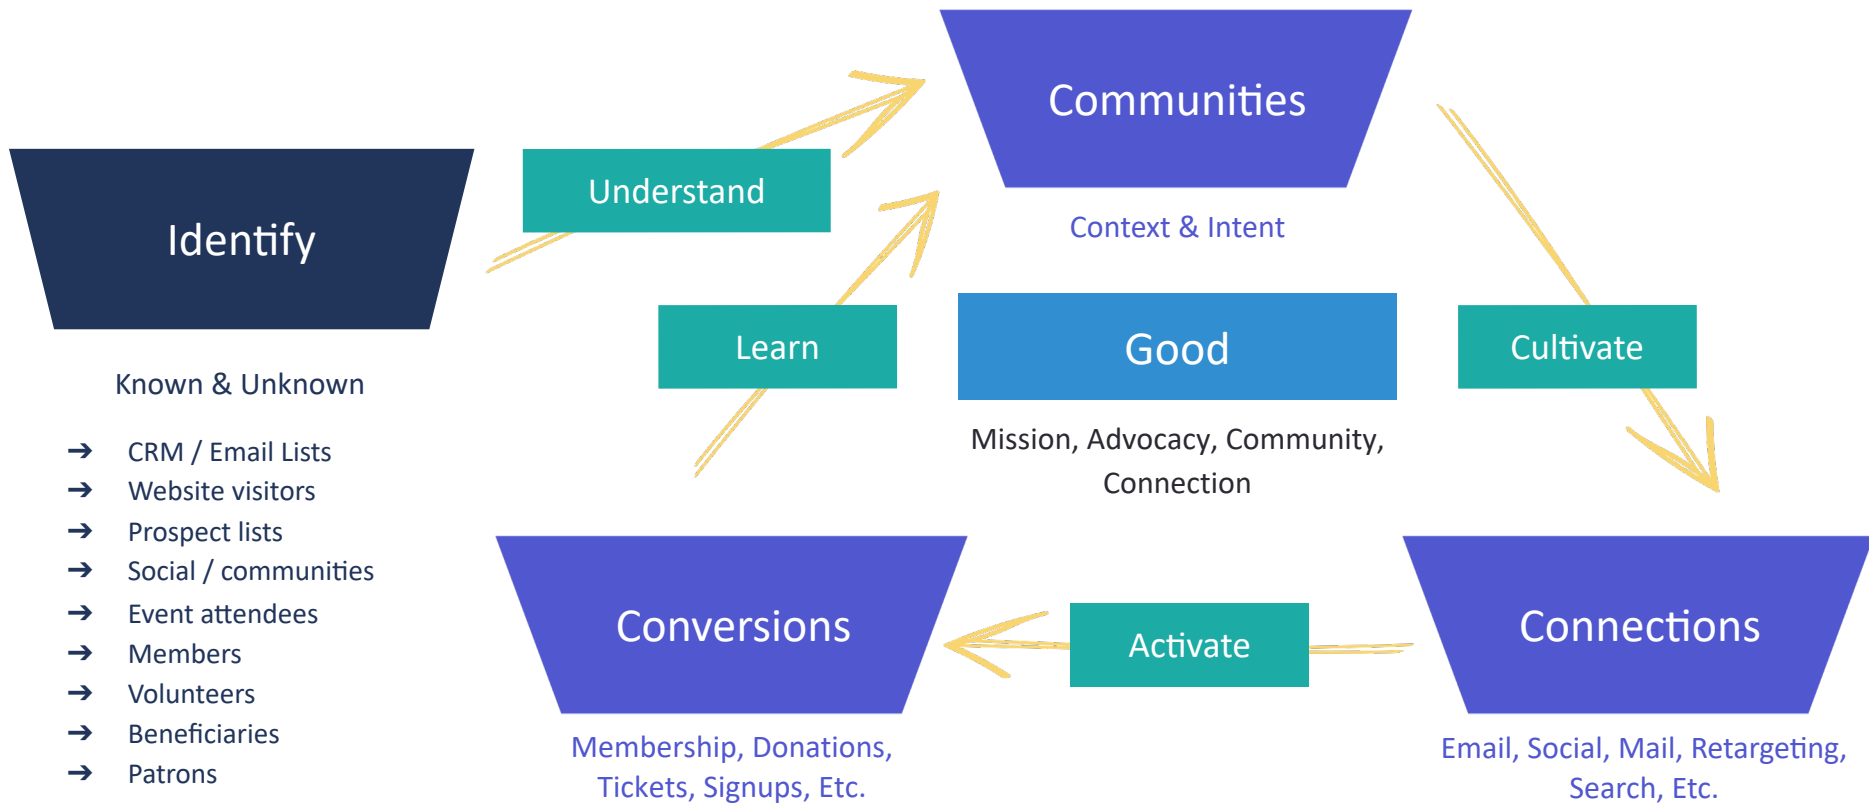 Identify
Known & Unknown
➔ CRM / Email Lists
➔ Website visitors
➔ Prospect lists
➔ Social / communities
➔ Event attendees
➔ Members
➔ Volunteers
➔ Beneficiaries
➔ Patrons
Understand
Communities
Context & Intent
Learn
Good
Mission, Advocacy, Community,
Connection
Cultivate
Conversions
Membership, Donations,
Tickets, Signups, Etc.
Activate
Connections
Email, Social, Mail, Retargeting,
Search, Etc.